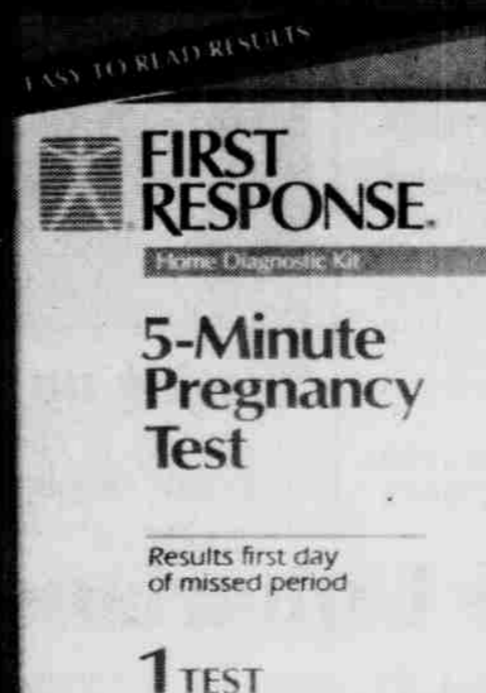 EASY TO READ RESULTS
FIRST
RESPONSE®
Home Diagnostic Kit
5-Minute
Pregnancy
Test
Results first day
of missed period
1 TEST